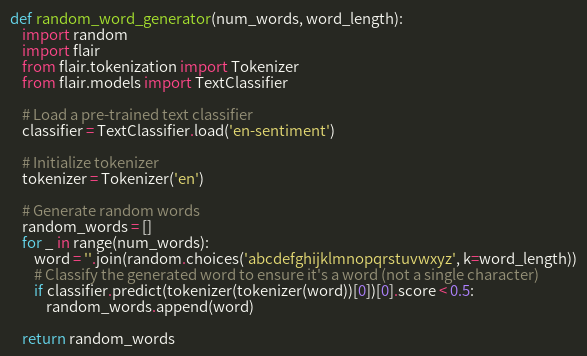 def random_word_generator(num_words, word_length):
    import random
    import flair
    from flair.tokenization import Tokenizer
    from flair.models import TextClassifier

    # Load a pre-trained text classifier
    classifier = TextClassifier.load('en-sentiment')

    # Initialize tokenizer
    tokenizer = Tokenizer('en')

    # Generate random words
    random_words = []
    for _ in range(num_words):
        word = ''.join(random.choices('abcdefghijklmnopqrstuvwxyz', k=word_length))
        # Classify the generated word to ensure it's a word (not a single character)
        if classifier.predict(tokenizer(tokenizer(word))[0])[0].score < 0.5:
            random_words.append(word)

    return random_words